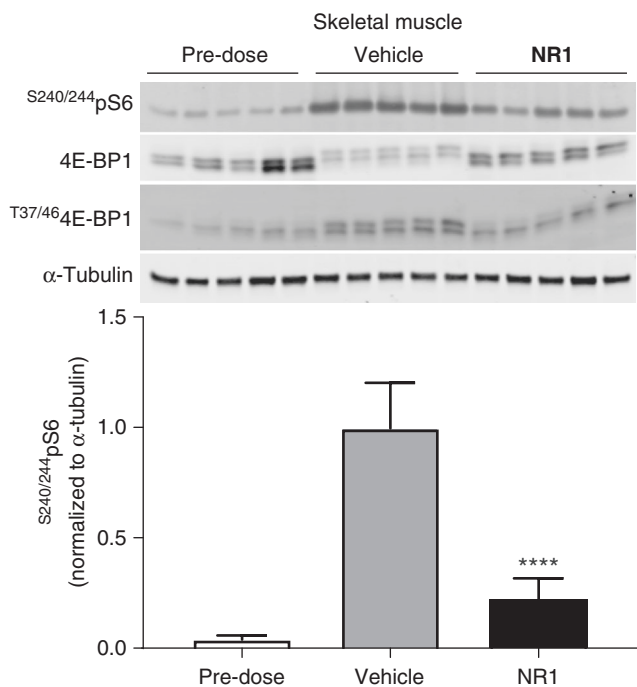 Skeletal muscle
Pre-dose Vehicle NR1
S240/244pS6
4E-BP1
T37/464E-BP1
α-Tubulin
1.5
1.0
0.5
0.0
S240/244pS6
(normalized to α-tubulin)
****
Pre-dose Vehicle NR1